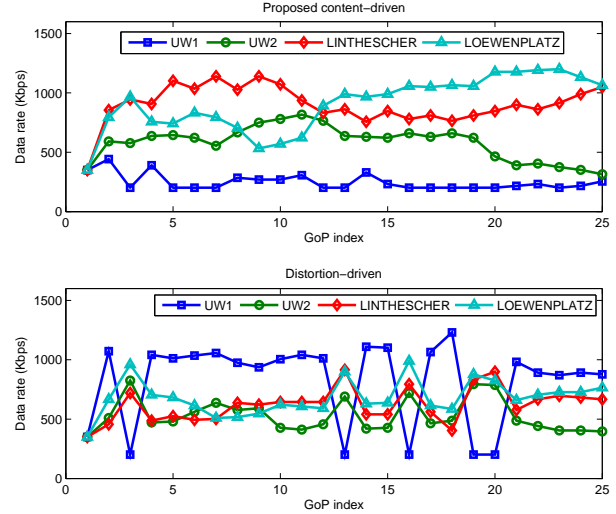 Proposed content−driven
UW1 UW2 LINTHESCHER LOEWENPLATZ
1500
1000
500
0
Data rate (Kbps)
0 5 10 15 20 25
GoP index
Distortion−driven
UW1 UW2 LINTHESCHER LOEWENPLATZ
1500
1000
500
0
Data rate (Kbps)
0 5 10 15 20 25
GoP index